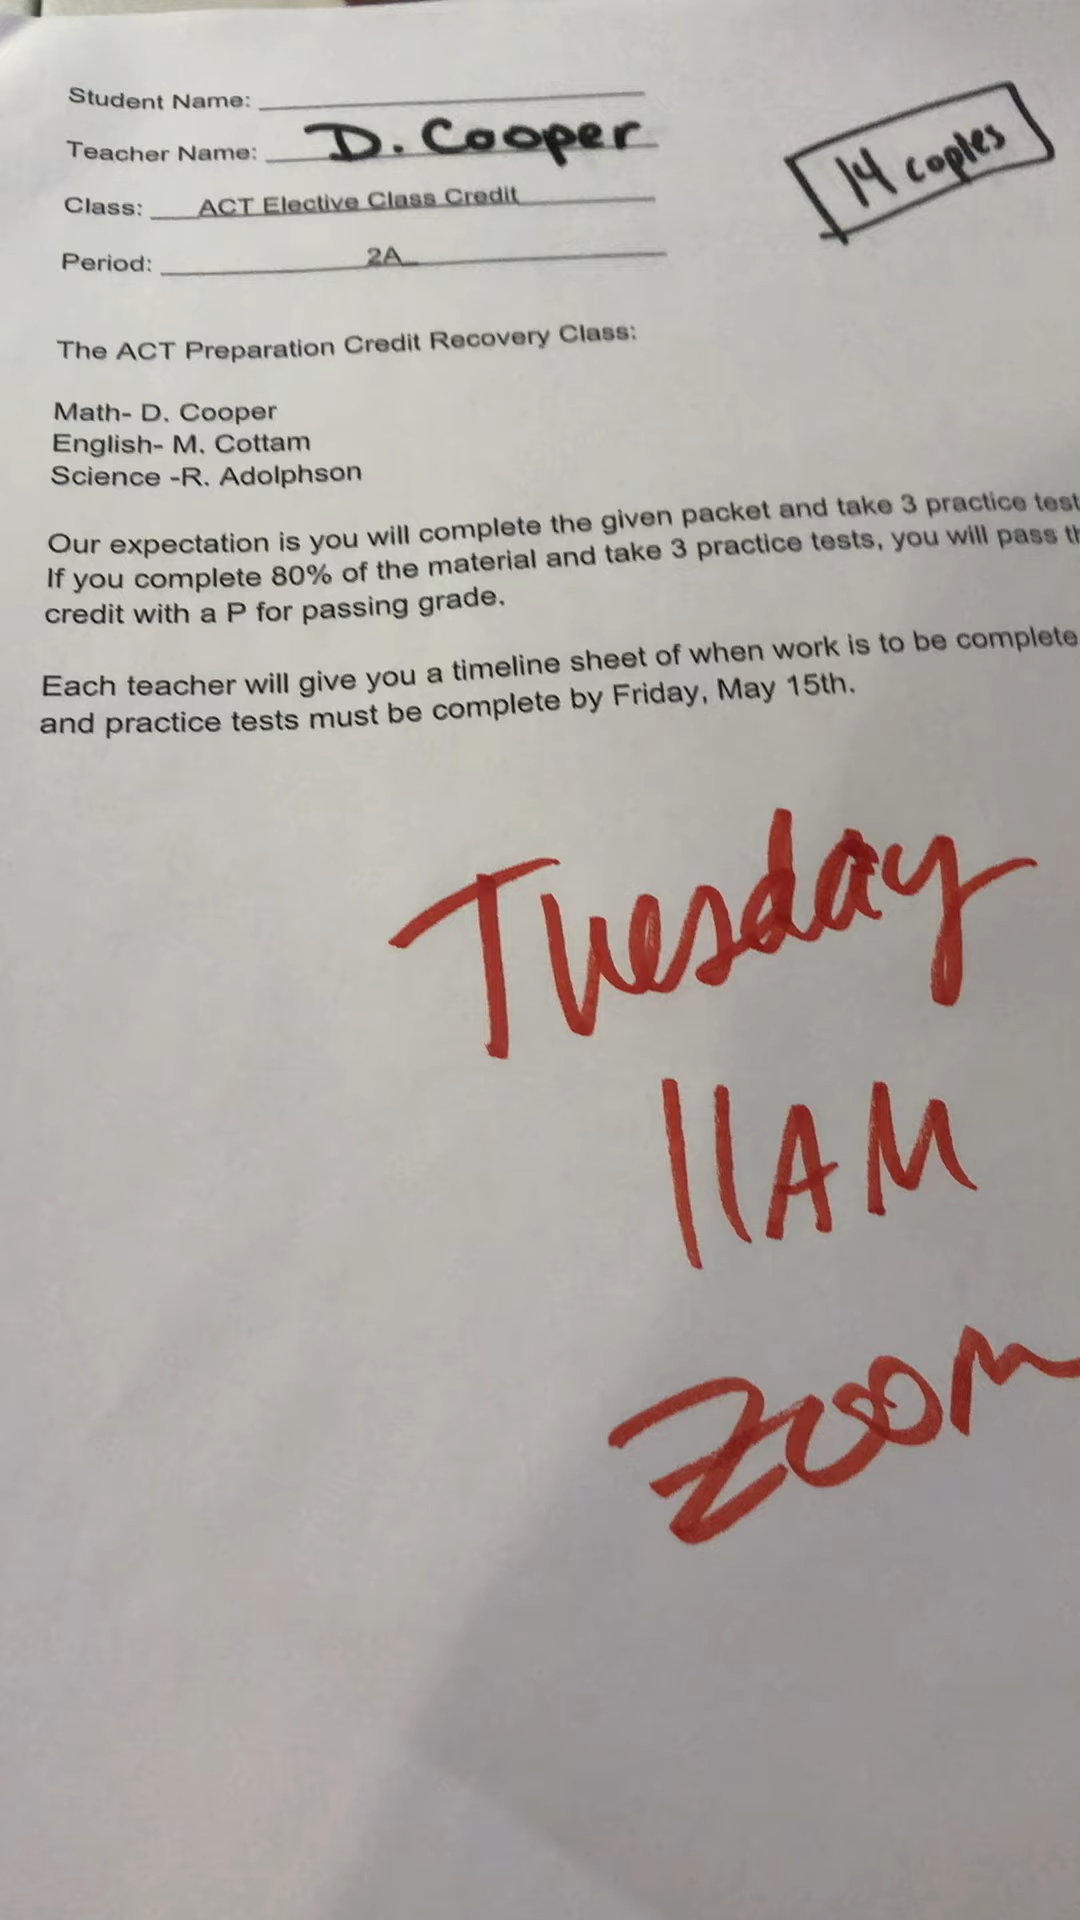 Student Name:
Teacher Name: D. Cooper
14 copies
Class: ACT Elective Class Credit
Period: 2A
The ACT Preparation Credit Recovery Class:
Math- D. Cooper
English- M. Cottam
Science -R. Adolphson
Our expectation is you will complete the given packet and take 3 practice test
If you complete 80% of the material and take 3 practice tests, you will pass th
credit with a P for passing grade.
Each teacher will give you a timeline sheet of when work is to be complete
and practice tests must be complete by Friday, May 15th.
Tuesday
11AM
Zoom